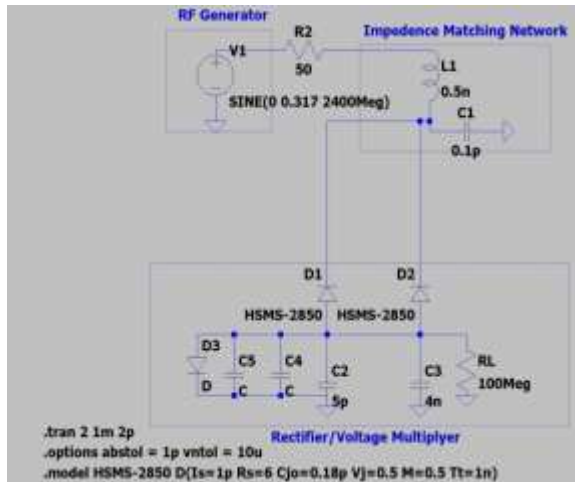 RF Generator
Impedence Matching Network
R2
V1
50
L1
0.5n
SINE(0 0.317 2400Meg)
C1
0.1p
D1
D2
HSMS-2850
HSMS-2850
D3
C5
C4
C2
C3
RL
D
C
C
5p
4n
100Meg
.tran 2 1m 2p
Rectifier/Voltage Multiplyer
.options abstol = 1p vntol = 10u
.model HSMS-2850 D(Is=1p Rs=6 Cjo=0.18p Vj=0.5 M=0.5 Tt=1n)